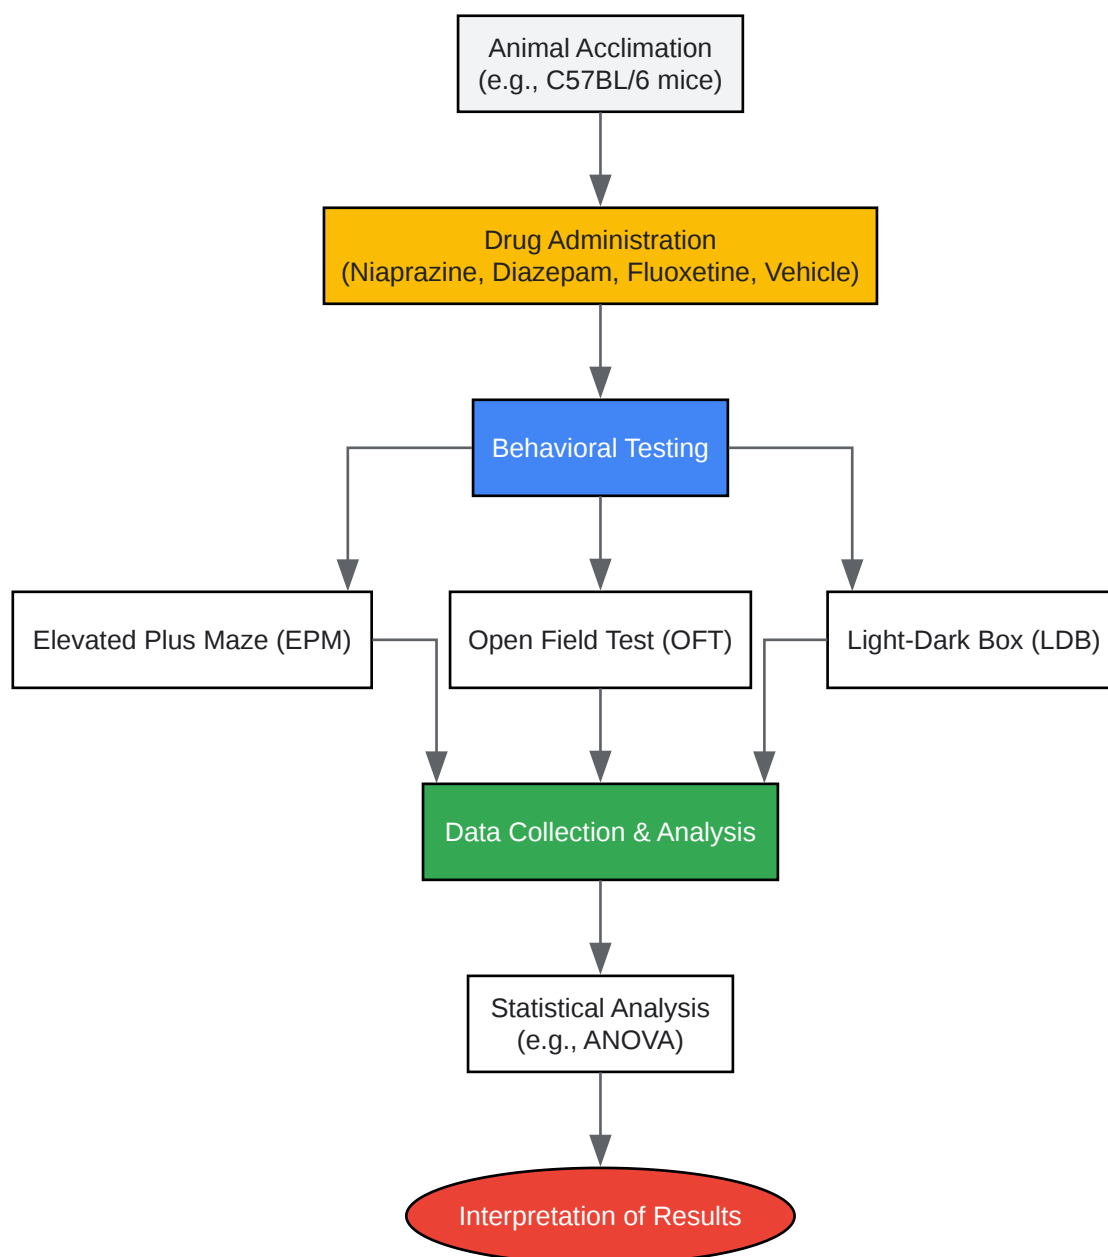 Animal Acclimation
(e.g., C57BL/6 mice)
Drug Administration
(Niaprazine, Diazepam, Fluoxetine, Vehicle)
Behavioral Testing
Elevated Plus Maze (EPM)
Open Field Test (OFT)
Light-Dark Box (LDB)
Data Collection & Analysis
Statistical Analysis
(e.g., ANOVA)
Interpretation of Results